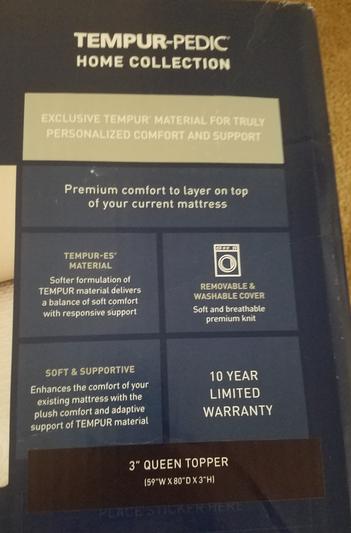 TEMPUR-PEDIC®
HOME COLLECTION
EXCLUSIVE TEMPUR® MATERIAL FOR TRULY
PERSONALIZED COMFORT AND SUPPORT
Premium comfort to layer on top
of your current mattress
TEMPUR-ES®
MATERIAL
Softer formulation of
TEMPUR material delivers
a balance of soft comfort
with responsive support
REMOVABLE &
WASHABLE COVER
Soft and breathable
premium knit
SOFT & SUPPORTIVE
Enhances the comfort of your
existing mattress with the
plush comfort and adaptive
support of TEMPUR material
10 YEAR
LIMITED
WARRANTY
3" QUEEN TOPPER
(59"W X 80"D X 3"H)
PLACE STICKER HERE